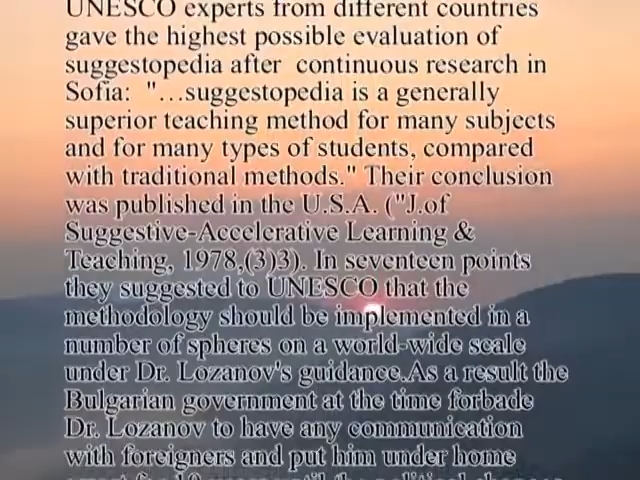 UNESCO experts from different countries
gave the highest possible evaluation of
suggestopedia after continuous research in
Sofia: "…suggestopedia is a generally
superior teaching method for many subjects
and for many types of students, compared
with traditional methods." Their conclusion
was published in the U.S.A. ("J.of
Suggestive-Accelerative Learning &
Teaching, 1978,(3)3). In seventeen points
they suggested to UNESCO that the
methodology should be implemented in a
number of spheres on a world-wide scale
under Dr. Lozanov's guidance.As a result the
Bulgarian government at the time forbade
Dr. Lozanov to have any communication
with foreigners and put him under home